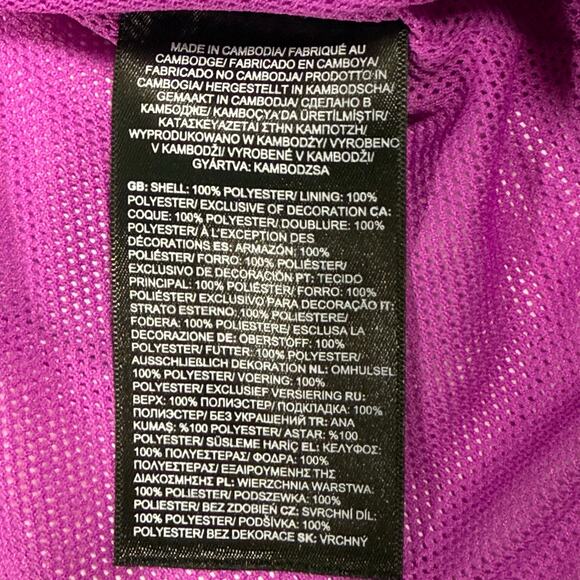 MADE IN CAMBODIA/ FABRIQUÉ AU
CAMBODGE/ FABRICADO EN CAMBOYA/
FABRICADO NO CAMBODJA/ PRODOTTO IN
CAMBOGIA/ HERGESTELLT IN KAMBODSCHA/
GEMAAKT IN CAMBODJA/ СДЕЛАНО В
КАМБОДЖЕ/ KAMBOÇYA'DA ÜRETİLMİŞTİR/
ΚΑΤΑΣΚΕΥΑΖΕΤΑΙ ΣΤΗΝ ΚΑΜΠΟΤΖΗ/
WYPRODUKOWANO W KAMBODŻY/ VYROBENO
V KAMBODŽI/ VYROBENÉ V KAMBODŽI/
GYÁRTVA: KAMBODZSA
GB: SHELL: 100% POLYESTER/ LINING: 100%
POLYESTER/ EXCLUSIVE OF DECORATION CA:
COQUE: 100% POLYESTER/ DOUBLURE: 100%
POLYESTER/ À L'EXCEPTION DES
DÉCORATIONS ES: ARMAZÓN: 100%
POLIÉSTER/ FORRO: 100% POLIÉSTER/
EXCLUSIVO DE DECORACIÓN PT: TECIDO
PRINCIPAL: 100% POLIÉSTER/ FORRO: 100%
POLIÉSTER/ EXCLUSIVO PARA DECORAÇÃO IT:
STRATO ESTERNO: 100% POLIESTERE/
FODERA: 100% POLIESTERE/ ESCLUSA LA
DECORAZIONE DE: OBERSTOFF: 100%
POLYESTER/ FUTTER: 100% POLYESTER/
AUSSCHLIEßLICH DEKORATION NL: OMHULSEL:
100% POLYESTER/ VOERING: 100%
POLYESTER/ EXCLUSIEF VERSIERING RU:
ВЕРХ: 100% ПОЛИЭСТЕР/ ПОДКЛАДКА: 100%
ПОЛИЭСТЕР/ БЕЗ УКРАШЕНИЙ TR: ANA
KUMAŞ: %100 POLYESTER/ ASTAR: %100
POLYESTER/ SÜSLEME HARİÇ EL: ΚΕΛΥΦΟΣ:
100% ΠΟΛΥΕΣΤΕΡΑΣ/ ΦΟΔΡΑ: 100%
ΠΟΛΥΕΣΤΕΡΑΣ/ ΕΞΑΙΡΟΥΜΕΝΗΣ ΤΗΣ
ΔΙΑΚΟΣΜΗΣΗΣ PL: WIERZCHNIA WARSTWA:
100% POLIESTER/ PODSZEWKA: 100%
POLIESTER/ BEZ ZDOBIEŃ CZ: SVRCHNÍ DÍL:
100% POLYESTER/ PODŠÍVKA: 100%
POLYESTER/ BEZ DEKORACE SK: VRCHNÝ